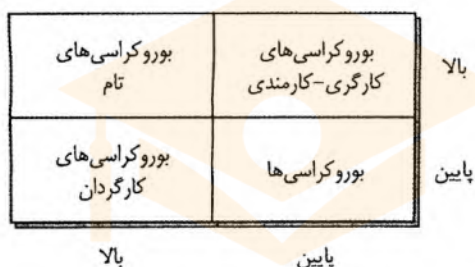 بوروکراسی‌های
کارگری-کارمندی
بوروکراسی‌های
تام
بالا
بوروکراسی‌ها
بوروکراسی‌های
کارگردان
پایین
پایین
بالا